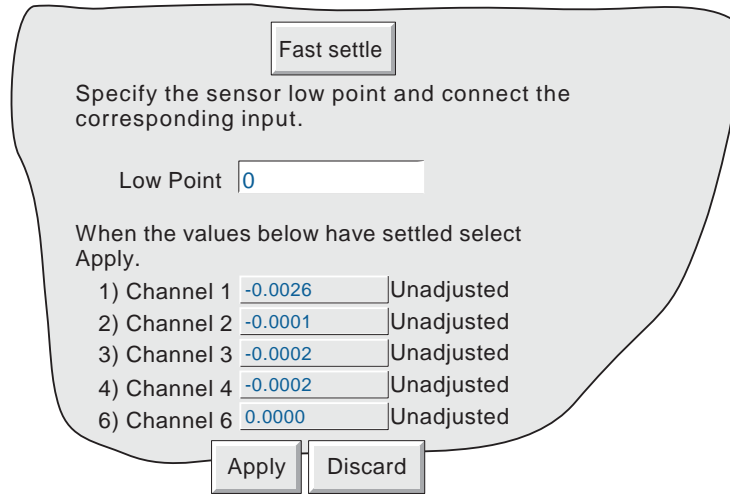 Fast settle
Specify the sensor low point and connect the
corresponding input.
Low Point 0
When the values below have settled select
Apply.
1) Channel 1 -0.0026 Unadjusted
2) Channel 2 -0.0001 Unadjusted
3) Channel 3 -0.0002 Unadjusted
4) Channel 4 -0.0002 Unadjusted
6) Channel 6 0.0000 Unadjusted
Apply Discard